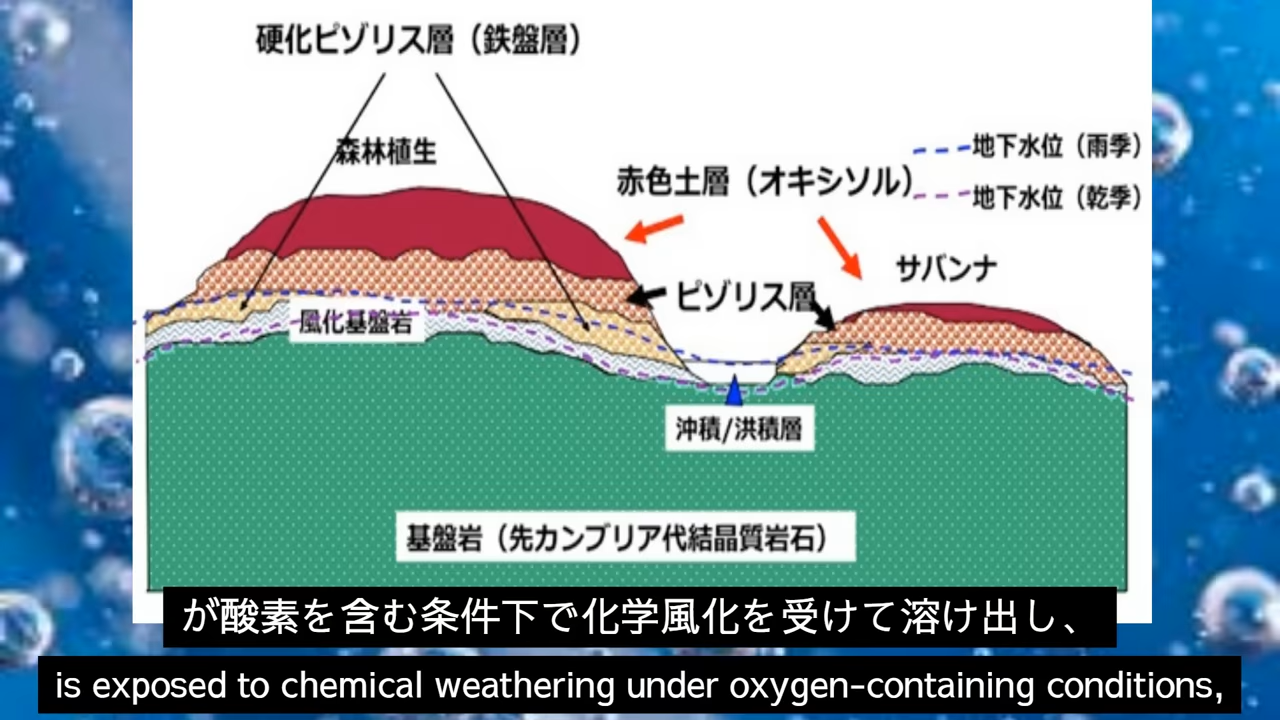 硬化ピゾリス層（鉄盤層）
森林植生
地下水位（雨季）
赤色土層（オキシソル）
地下水位（乾季）
サバンナ
ピゾリス層
風化基盤岩
沖積/洪積層
基盤岩（先カンブリア代結晶質岩石）
が酸素を含む条件下で化学風化を受けて溶け出し、
is exposed to chemical weathering under oxygen-containing conditions,